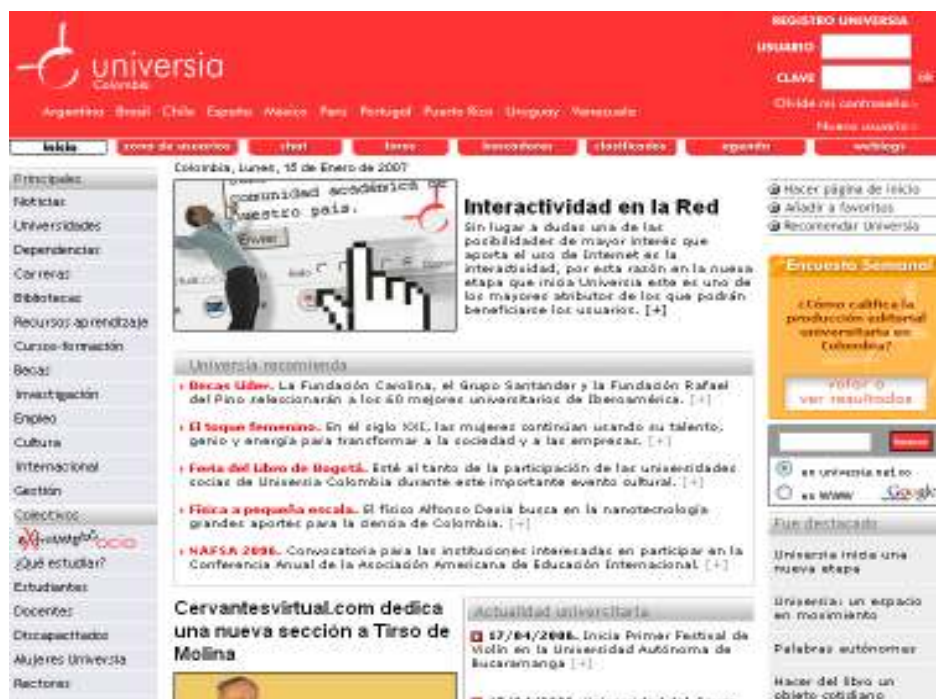 REGISTRO UNIVERSIA
USUARIO
CLAVE
ok
Olvidé mi contraseña
Nuevo usuario
universia
Colombia
Argentina Brasil Chile España México Perú Portugal Puerto Rico Uruguay Venezuela
inicio zona de usuarios chat foros buscadores clasificados agenda weblogs
Colombia, Lunes, 15 de Enero de 2007
Principales
Noticias
Universidades
Dependencias
Carreras
Bibliotecas
Recursos aprendizaje
Cursos-formación
Becas
Investigación
Empleo
Cultura
Internacional
Gestión
Colectivos
ocio
¿Qué estudiar?
Estudiantes
Docentes
Discapacitados
Mujeres Universia
Rectores
comunidad académica de
nuestro país.
Enviar
Interactividad en la Red
Sin lugar a dudas una de las
posibilidades de mayor interés que
aporta el uso de Internet es la
interactividad, por esta razón en la nueva
etapa que inicia Universia este es uno de
los mayores atributos de los que podrán
beneficiarse los usuarios. [+]
Universia recomienda
› Becas Líder. La Fundación Carolina, el Grupo Santander y la Fundación Rafael
del Pino seleccionarán a los 60 mejores universitarios de Iberoamérica. [+]
› El toque femenino. En el siglo XXI, las mujeres continúan usando su talento,
genio y energía para transformar a la sociedad y a las empresas. [+]
› Feria del Libro de Bogotá. Esté al tanto de la participación de las universidades
socias de Universia Colombia durante este importante evento cultural. [+]
› Física a pequeña escala. El físico Alfonso Devia busca en la nanotecnología
grandes aportes para la ciencia de Colombia. [+]
› NAFSA 2006. Convocatoria para las instituciones interesadas en participar en la
Conferencia Anual de la Asociación Americana de Educación Internacional. [+]
Cervantesvirtual.com dedica
una nueva sección a Tirso de
Molina
Actualidad universitaria
17/04/2006. Inicia Primer Festival de
Violín en la Universidad Autónoma de
Bucaramanga [+]
Hacer página de inicio
Añadir a favoritos
Recomendar Universia
Encuesta Semanal
¿Cómo califica la
producción editorial
universitaria en
Colombia?
votar o
ver resultados
buscar
en universia.net.co
en WWW Google
Fue destacado
Universia inicia una
nueva etapa
Universia: un espacio
en movimiento
Palabras autónomas
Hacer del libro un
objeto cotidiano